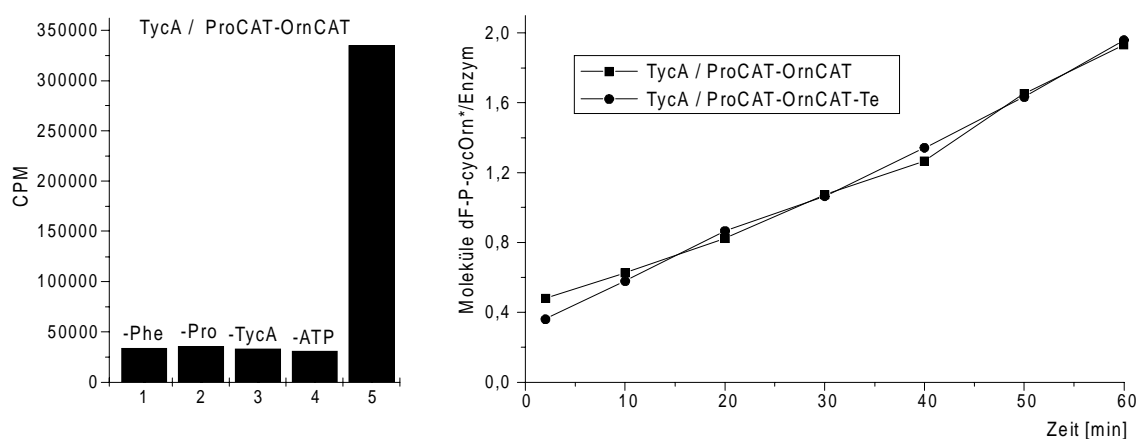 TycA / ProCAT-OrnCAT
CPM
350000
300000
250000
200000
150000
100000
50000
0
-Phe
-Pro
-TycA
-ATP
1 2 3 4 5
Moleküle dF-P-cycOrn*/Enzym
2,0
1,6
1,2
0,8
0,4
0,0
TycA / ProCAT-OrnCAT
TycA / ProCAT-OrnCAT-Te
0 10 20 30 40 50 60
Zeit [min]